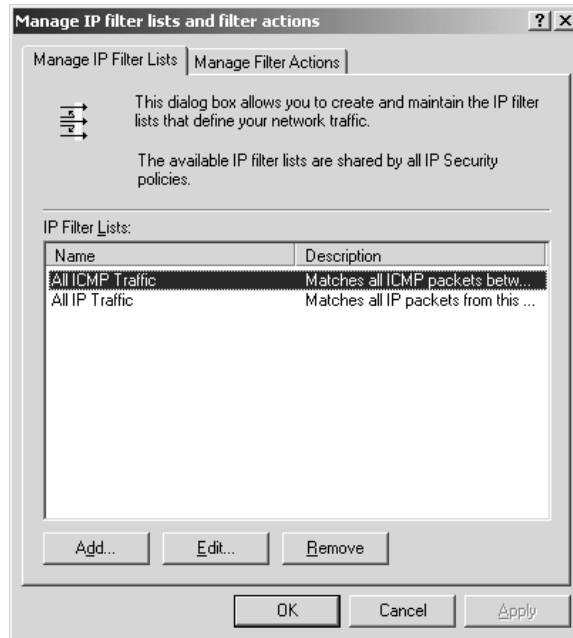 Manage IP filter lists and filter actions
Manage IP Filter Lists Manage Filter Actions
This dialog box allows you to create and maintain the IP filter
lists that define your network traffic.
The available IP filter lists are shared by all IP Security
policies.
IP Filter Lists:
Name Description
All ICMP Traffic Matches all ICMP packets betw...
All IP Traffic Matches all IP packets from this ...
Add... Edit... Remove
OK Cancel Apply